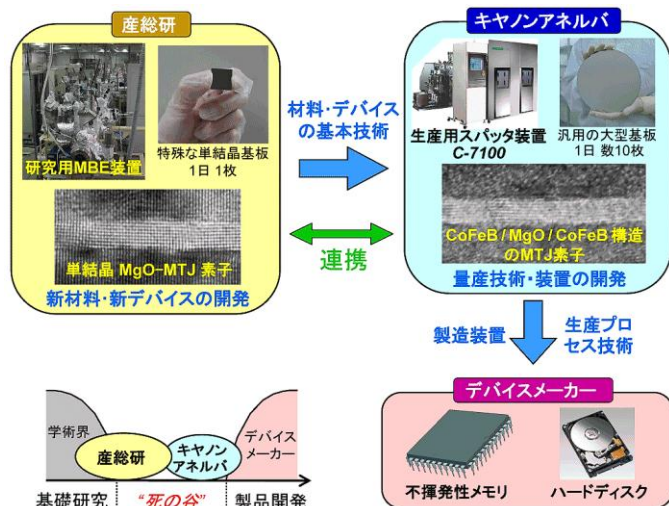 産総研
研究用MBE装置
特殊な単結晶基板
1日 1枚
単結晶 MgO-MTJ 素子
新材料・新デバイスの開発
材料・デバイス
の基本技術
連携
キヤノンアネルバ
生産用スパッタ装置
C-7100
汎用の大型基板
1日 数10枚
CoFeB / MgO / CoFeB 構造
のMTJ素子
量産技術・装置の開発
製造装置
生産プロ
セス技術
デバイスメーカー
不揮発性メモリ
ハードディスク
学術界
産総研
キヤノン
アネルバ
デバイス
メーカー
基礎研究
"死の谷"
製品開発